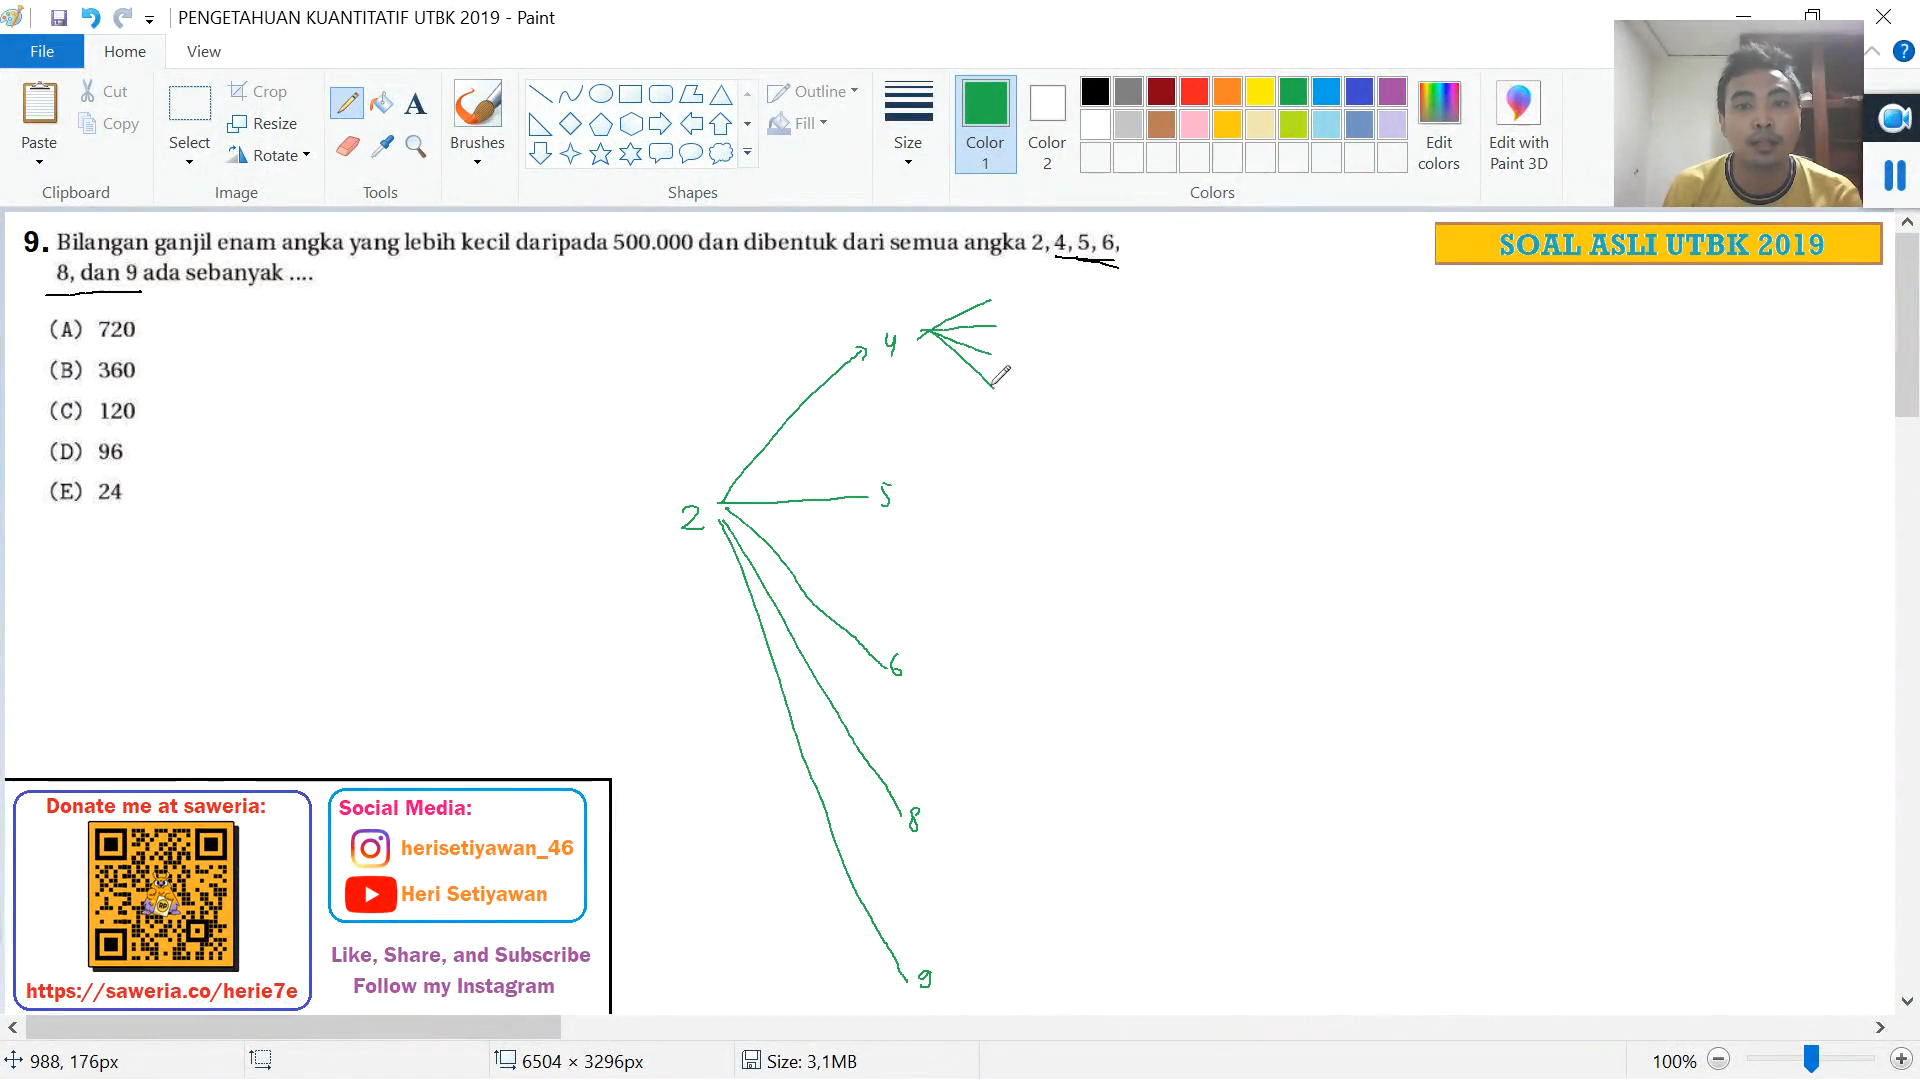 PENGETAHUAN KUANTITATIF UTBK 2019 - Paint
File
Home
View
Paste
Cut
Copy
Clipboard
Select
Crop
Resize
Rotate
Image
A
Tools
Brushes
Outline
Fill
Shapes
Size
Color
1
Color
2
Edit
colors
Colors
Edit with
Paint 3D
?
9. Bilangan ganjil enam angka yang lebih kecil daripada 500.000 dan dibentuk dari semua angka 2, 4, 5, 6,
8, dan 9 ada sebanyak ....
SOAL ASLI UTBK 2019
(A) 720
(B) 360
(C) 120
(D) 96
(E) 24
4
5
2
6
8
9
Donate me at saweria:
https://saweria.co/herie7e
Social Media:
herisetiyawan_46
Heri Setiyawan
Like, Share, and Subscribe
Follow my Instagram
988, 176px
6504 × 3296px
Size: 3,1MB
100%